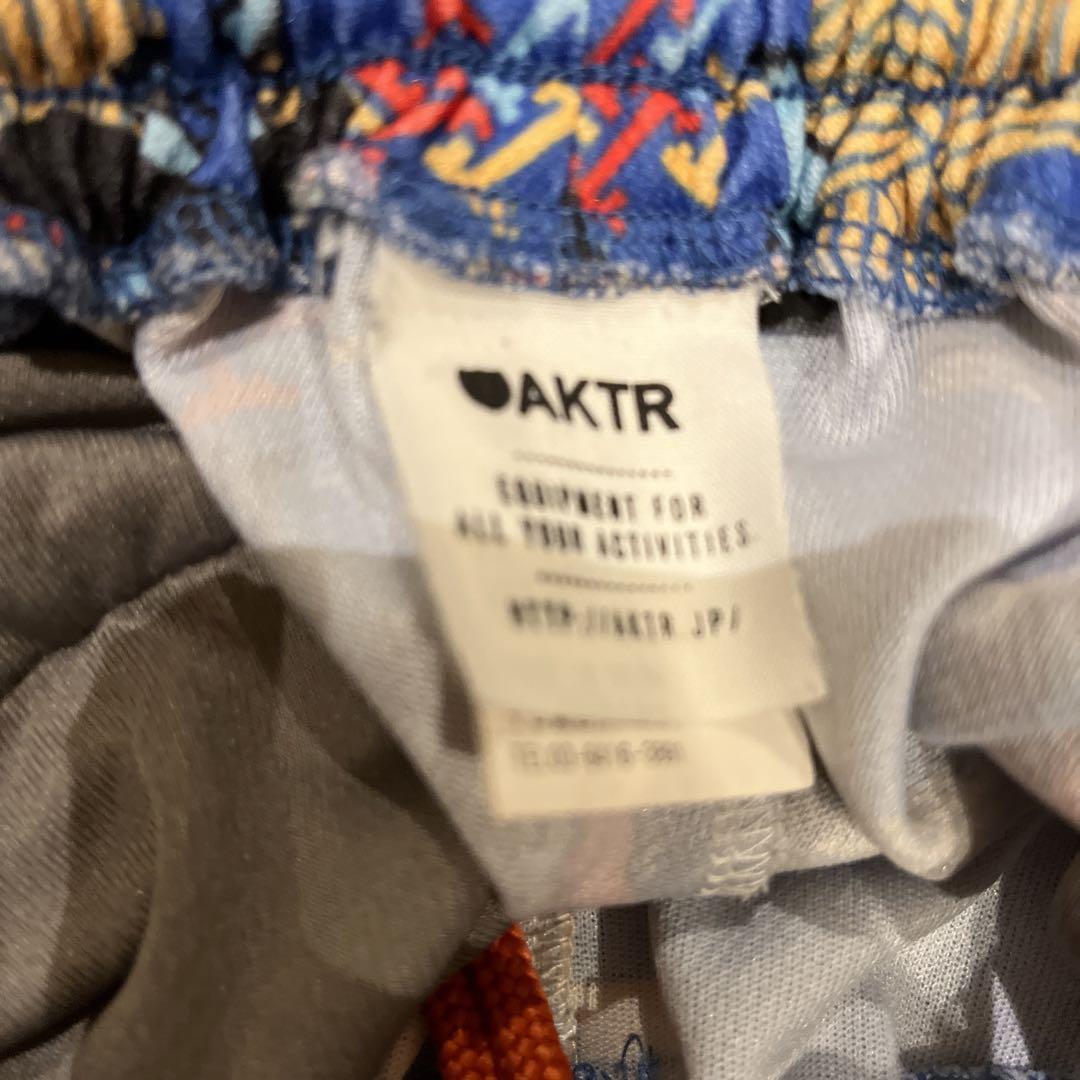 AKTR
EQUIPMENT FOR
ALL YOUR ACTIVITIES.
HTTP://AKTR.JP/